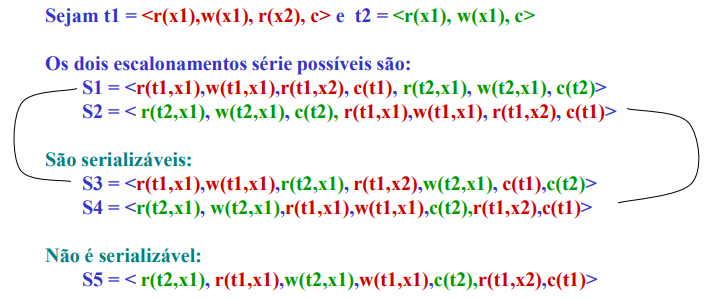 Sejam t1 = <r(x1),w(x1), r(x2), c> e  t2 = <r(x1), w(x1), c>
Os dois escalonamentos série possíveis são:
S1 = <r(t1,x1),w(t1,x1),r(t1,x2), c(t1), r(t2,x1), w(t2,x1), c(t2)>
S2 = < r(t2,x1), w(t2,x1), c(t2), r(t1,x1),w(t1,x1), r(t1,x2), c(t1)>
São serializáveis:
S3 = <r(t1,x1),w(t1,x1),r(t2,x1), r(t1,x2),w(t2,x1), c(t1),c(t2)>
S4 = <r(t2,x1), w(t2,x1),r(t1,x1),w(t1,x1),c(t2),r(t1,x2),c(t1)>
Não é serializável:
S5 = < r(t2,x1), r(t1,x1),w(t2,x1),w(t1,x1),c(t2),r(t1,x2),c(t1)>